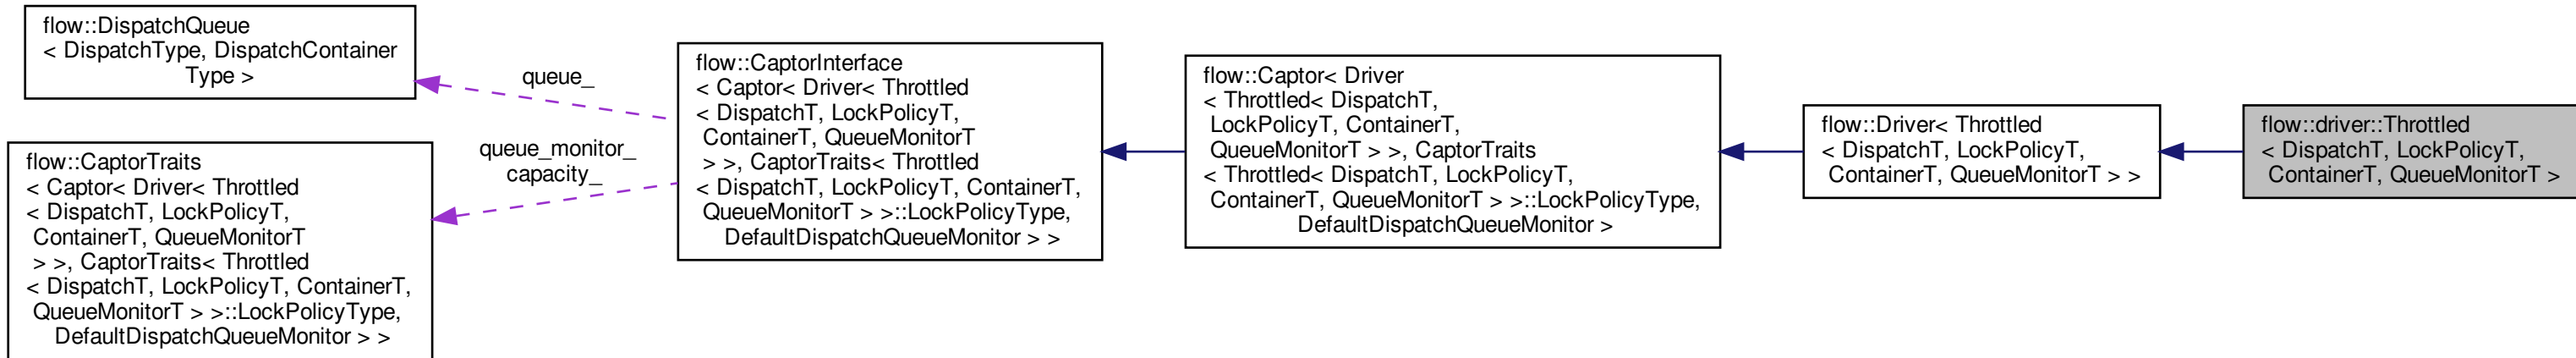 flow::DispatchQueue
< DispatchType, DispatchContainer
Type >
flow::CaptorTraits
< Captor< Driver< Throttled
< DispatchT, LockPolicyT,
ContainerT, QueueMonitorT
> >, CaptorTraits< Throttled
< DispatchT, LockPolicyT, ContainerT,
QueueMonitorT > >::LockPolicyType,
DefaultDispatchQueueMonitor > >
queue_
queue_monitor_
capacity_
flow::CaptorInterface
< Captor< Driver< Throttled
< DispatchT, LockPolicyT,
ContainerT, QueueMonitorT
> >, CaptorTraits< Throttled
< DispatchT, LockPolicyT, ContainerT,
QueueMonitorT > >::LockPolicyType,
DefaultDispatchQueueMonitor > >
flow::Captor< Driver
< Throttled< DispatchT,
LockPolicyT, ContainerT,
QueueMonitorT > >, CaptorTraits
< Throttled< DispatchT, LockPolicyT,
ContainerT, QueueMonitorT > >::LockPolicyType,
DefaultDispatchQueueMonitor >
flow::Driver< Throttled
< DispatchT, LockPolicyT,
ContainerT, QueueMonitorT > >
flow::driver::Throttled
< DispatchT, LockPolicyT,
ContainerT, QueueMonitorT >